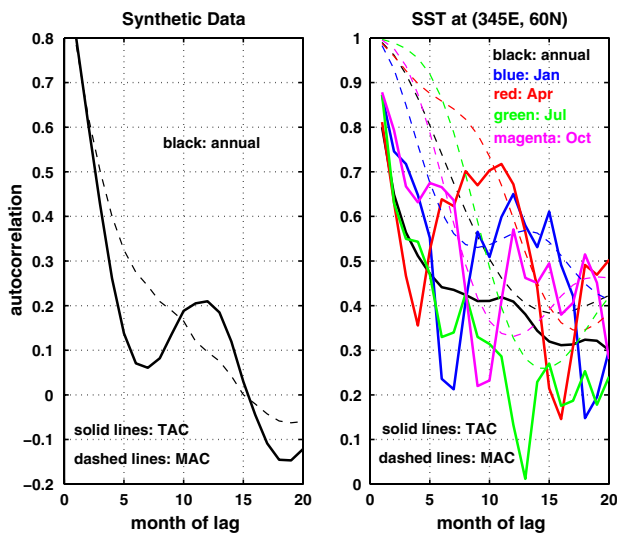 Synthetic Data
0.8
0.7
0.6
0.5
0.4
0.3
0.2
0.1
0
−0.1
−0.2
autocorrelation
black: annual
solid lines: TAC
dashed lines: MAC
0 5 10 15 20
month of lag
SST at (345E, 60N)
1
0.9
0.8
0.7
0.6
0.5
0.4
0.3
0.2
0.1
0
black: annual
blue: Jan
red: Apr
green: Jul
magenta: Oct
solid lines: TAC
dashed lines: MAC
0 5 10 15 20
month of lag